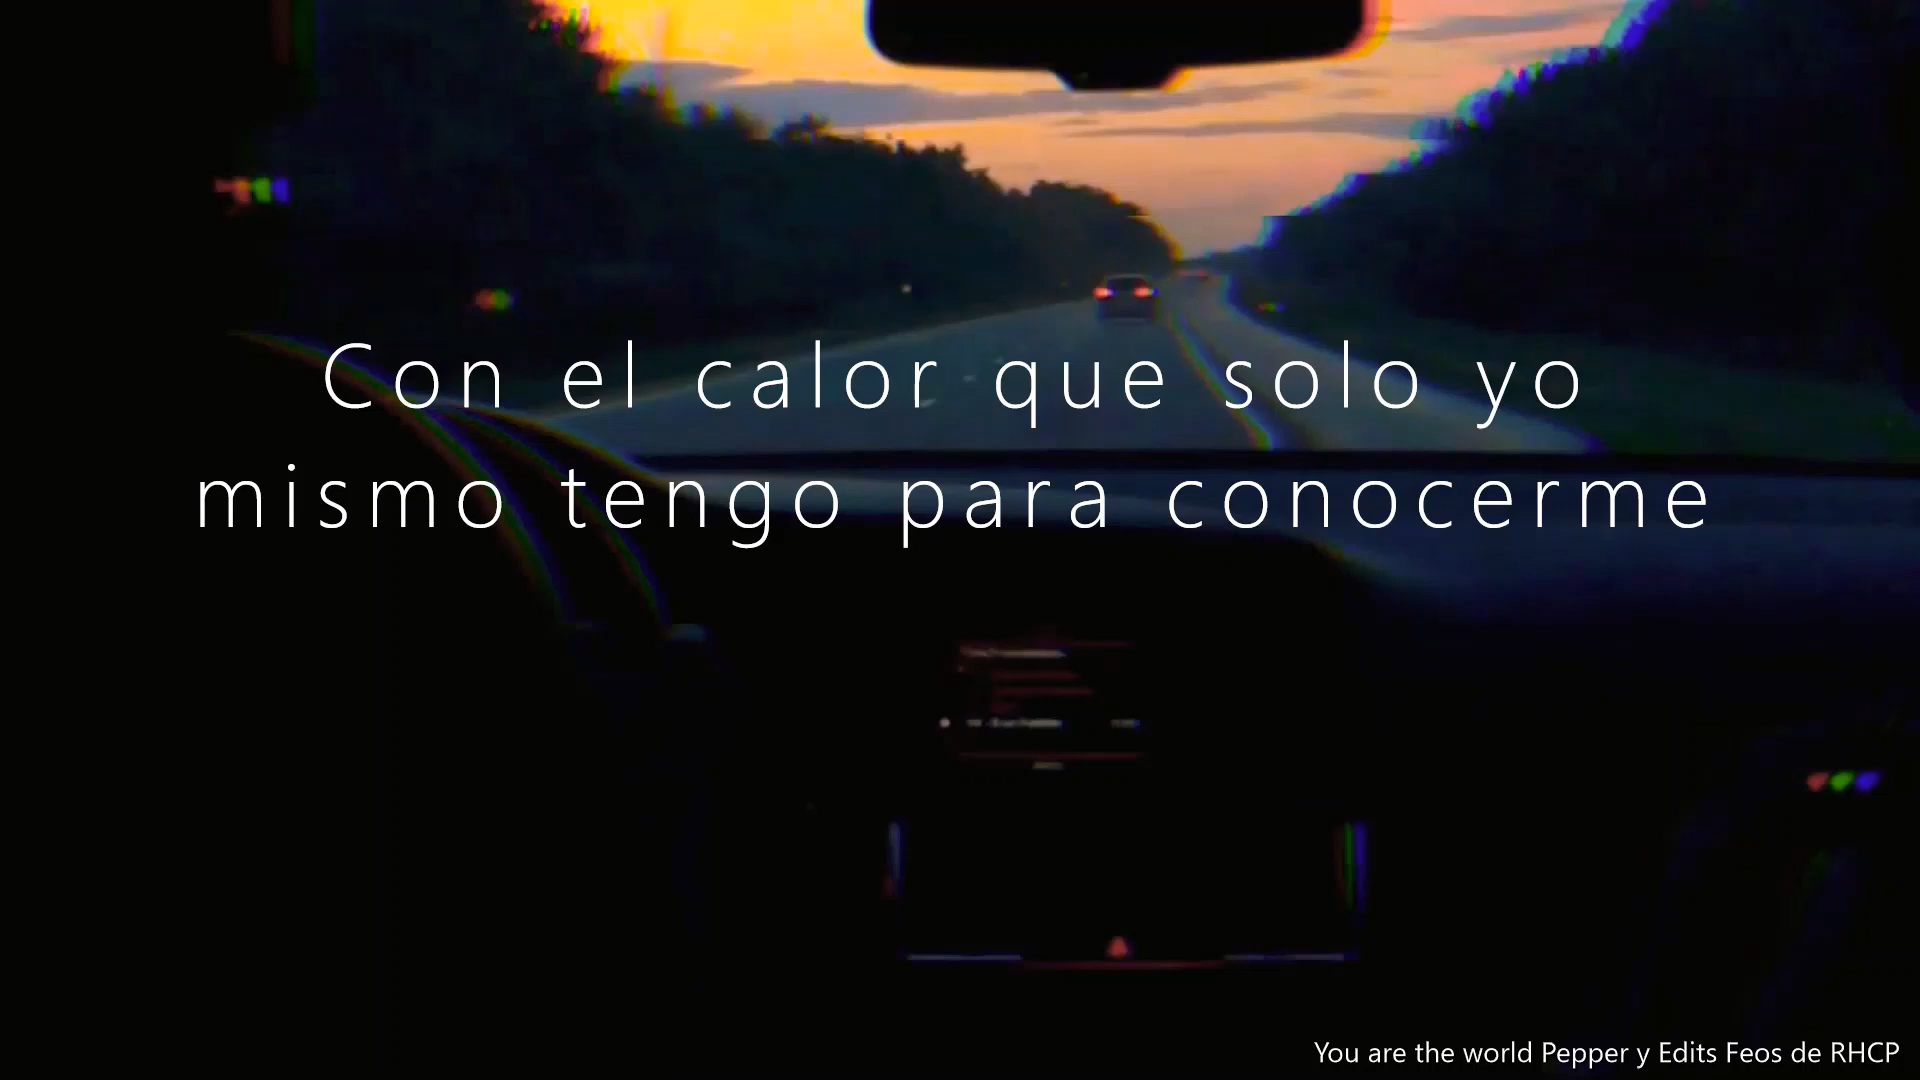 Con el calor que solo yo
mismo tengo para conocerme
You are the world Pepper y Edits Feos de RHCP